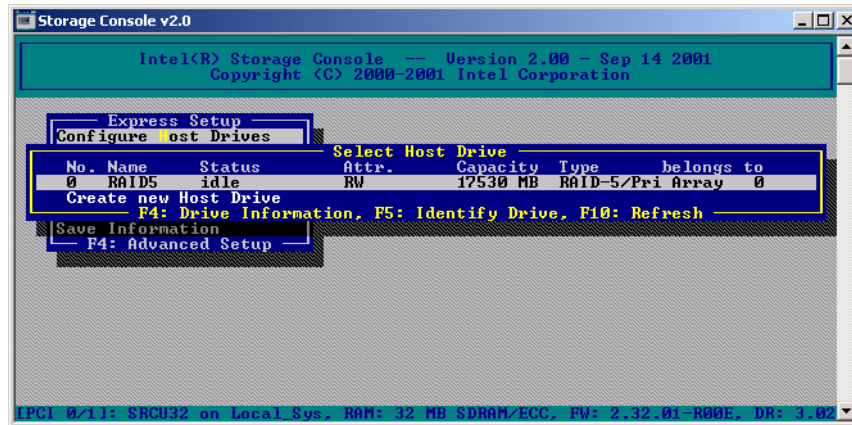 Storage Console v2.0
Intel(R) Storage Console -- Version 2.00 - Sep 14 2001
Copyright (C) 2000-2001 Intel Corporation
Express Setup
Configure Host Drives
Select Host Drive
No. Name Status Attr. Capacity Type belongs to
0 RAID5 idle RW 17530 MB RAID-5/Pri Array 0
Create new Host Drive
F4: Drive Information, F5: Identify Drive, F10: Refresh
Save Information
F4: Advanced Setup
[PCI 0/1]: SRCU32 on Local_Sys, RAM: 32 MB SDRAM/ECC, FW: 2.32.01-R00E, DR: 3.02